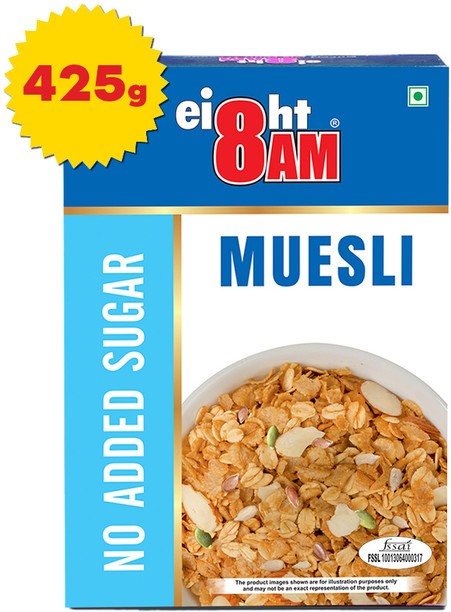 425g
ei8ht
8AM
®
MUESLI
NO ADDED SUGAR
fssai
FSSL 10013064000317
The product images shown are for illustration purposes only
and may not be an exact representation of the product.